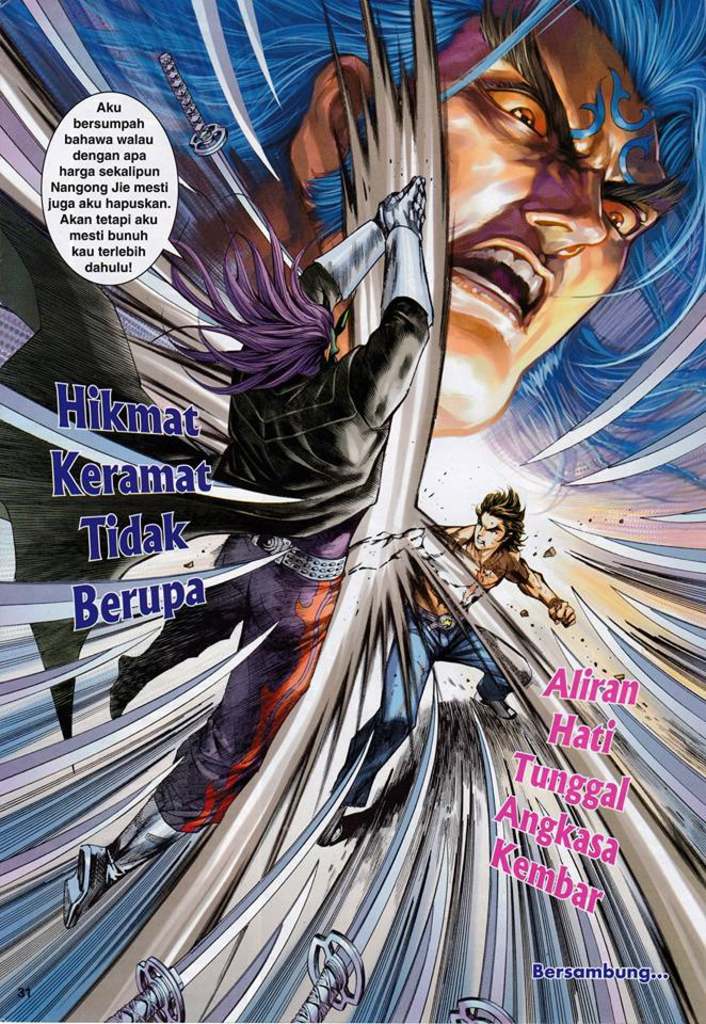 Aku
bersumpah
bahawa walau
dengan apa
harga sekalipun
Nangong Jie mesti
juga aku hapuskan.
Akan tetapi aku
mesti bunuh
kau
dahulu!
Hikmat
Keramat
Tidak
Berupa
Aliran
Hati
Tunggal
Angkasa
Kembar
Bersambung...
31